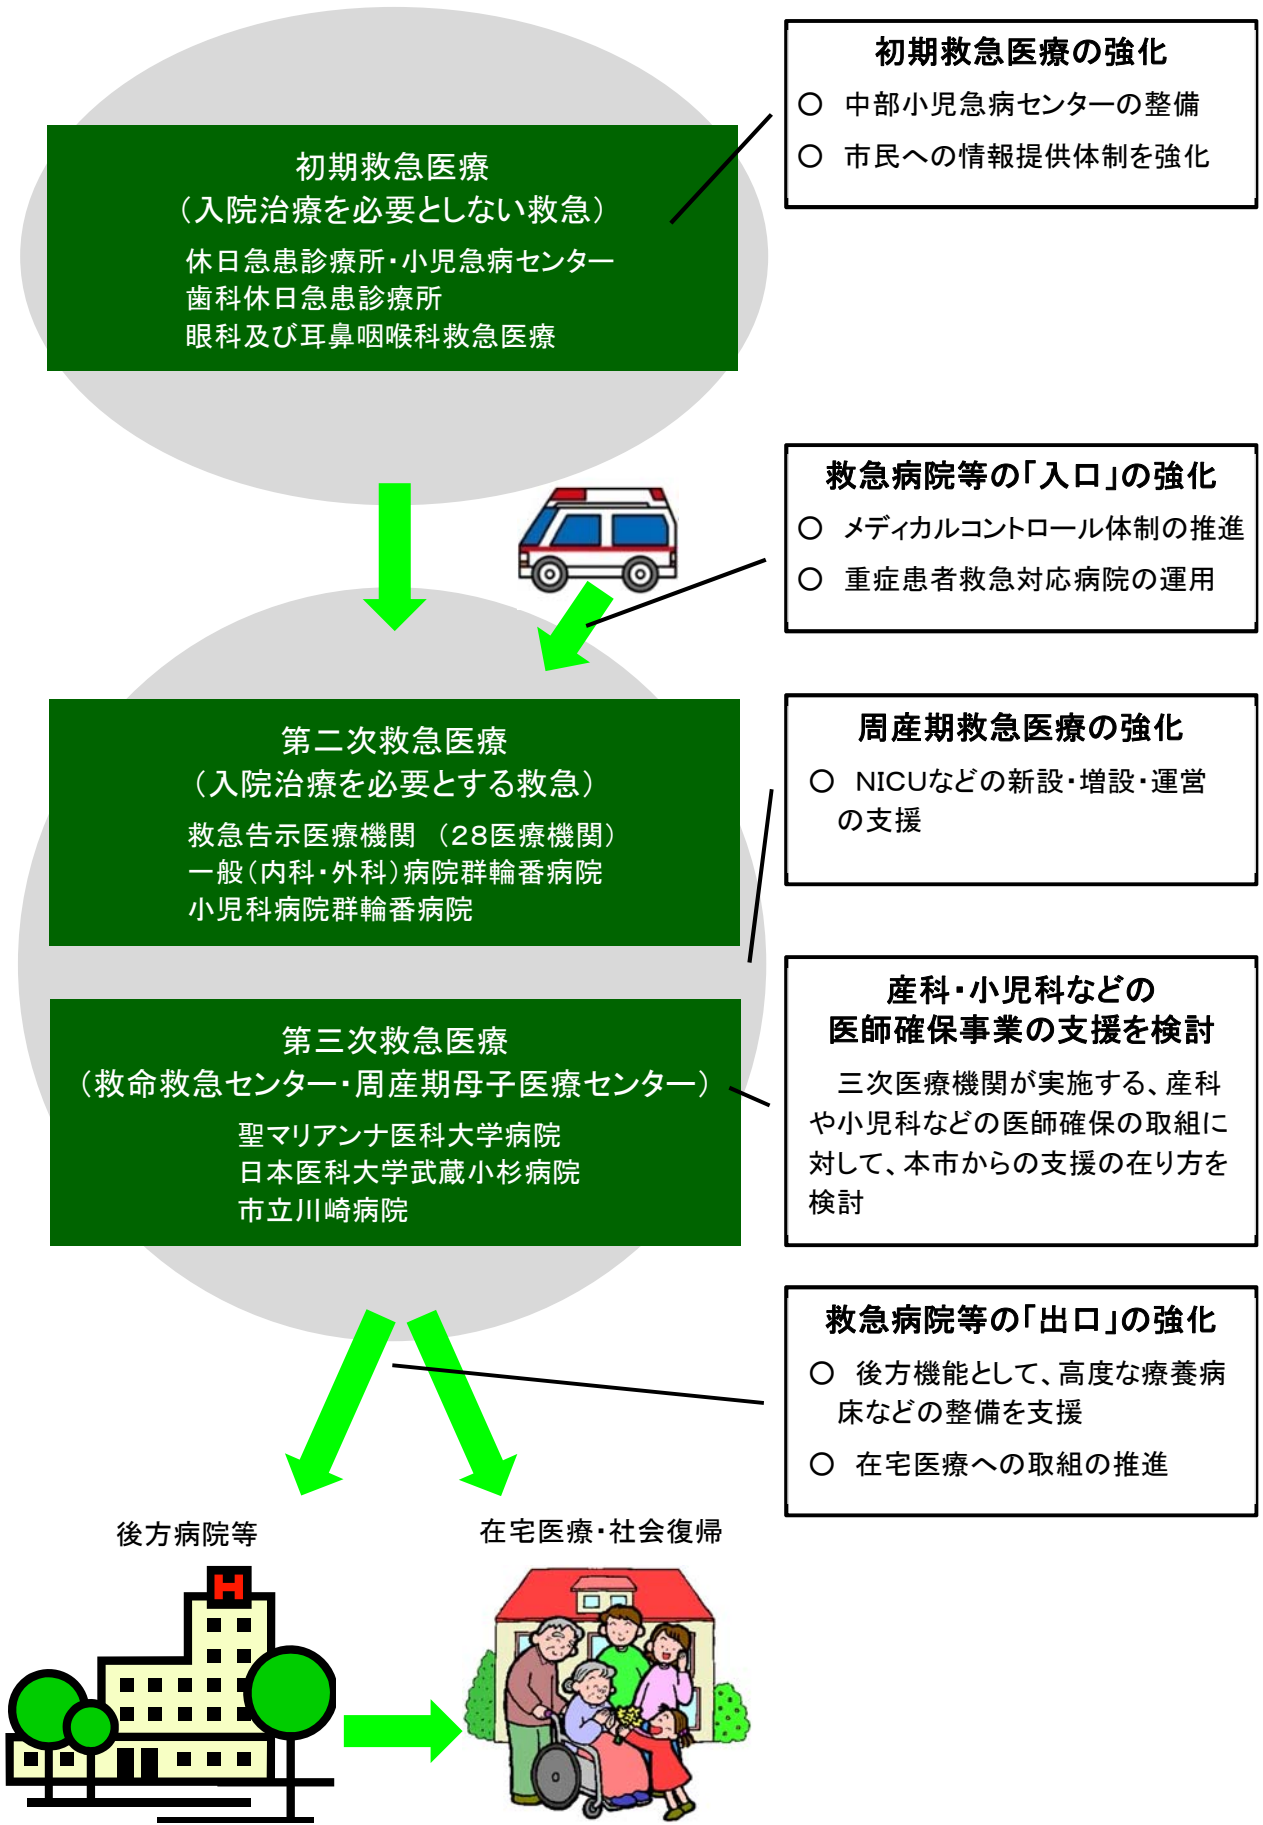 初期救急医療
（入院治療を必要としない救急）
休日急患診療所・小児急病センター
歯科休日急患診療所
眼科及び耳鼻咽喉科救急医療
初期救急医療の強化
○　中部小児急病センターの整備
○　市民への情報提供体制を強化
救急病院等の「入口」の強化
○　メディカルコントロール体制の推進
○　重症患者救急対応病院の運用
第二次救急医療
（入院治療を必要とする救急）
救急告示医療機関　（２８医療機関）
一般（内科・外科）病院群輪番病院
小児科病院群輪番病院
周産期救急医療の強化
○　NICUなどの新設・増設・運営
の支援
第三次救急医療
（救命救急センター・周産期母子医療センター）
聖マリアンナ医科大学病院
日本医科大学武蔵小杉病院
市立川崎病院
産科・小児科などの
医師確保事業の支援を検討
三次医療機関が実施する、産科
や小児科などの医師確保の取組に
対して、本市からの支援の在り方を
検討
救急病院等の「出口」の強化
○　後方機能として、高度な療養病
床などの整備を支援
○　在宅医療への取組の推進
後方病院等
在宅医療・社会復帰
H